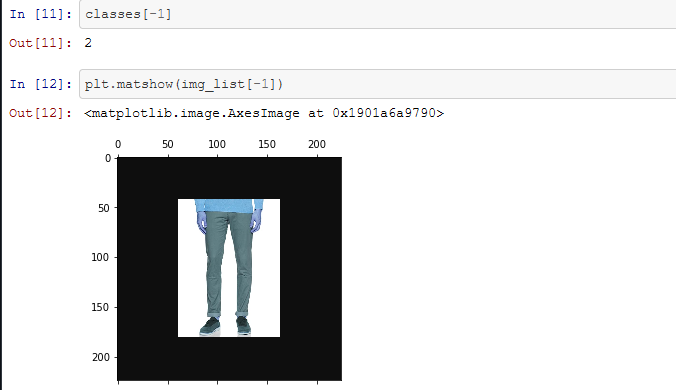 In [11]: classes[-1]
Out[11]: 2
In [12]: plt.matshow(img_list[-1])
Out[12]: <matplotlib.image.AxesImage at 0x1901a6a9790>
0 50 100 150 200
0
50
100
150
200